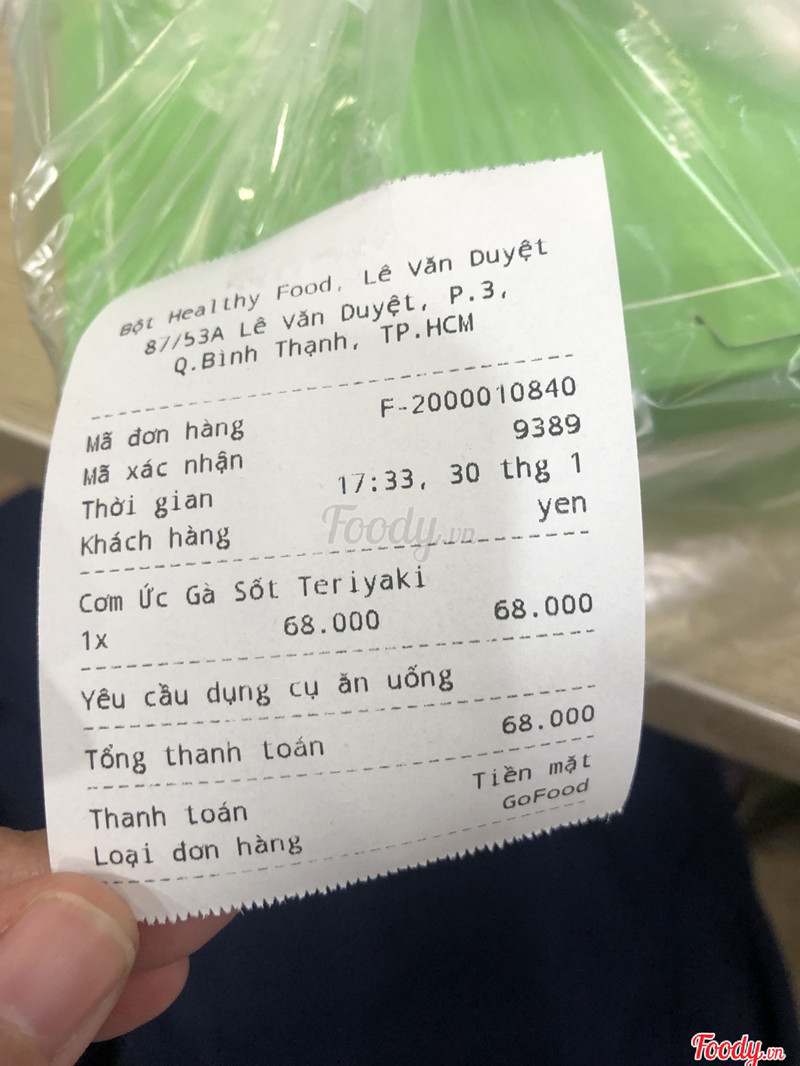 Bột Healthy Food, Lê Văn Duyệt
87/53A Lê Văn Duyệt, P.3,
Q.Bình Thạnh, TP.HCM
Mã đơn hàng F-2000010840
Mã xác nhận 9389
Thời gian 17:33, 30 thg 1
Khách hàng yen
Cơm Ức Gà Sốt Teriyaki
1x 68.000 68.000
Yêu cầu dụng cụ ăn uống
Tổng thanh toán 68.000
Thanh toán Tiền mặt
Loại đơn hàng GoFood
Foody.vn
Foody.vn